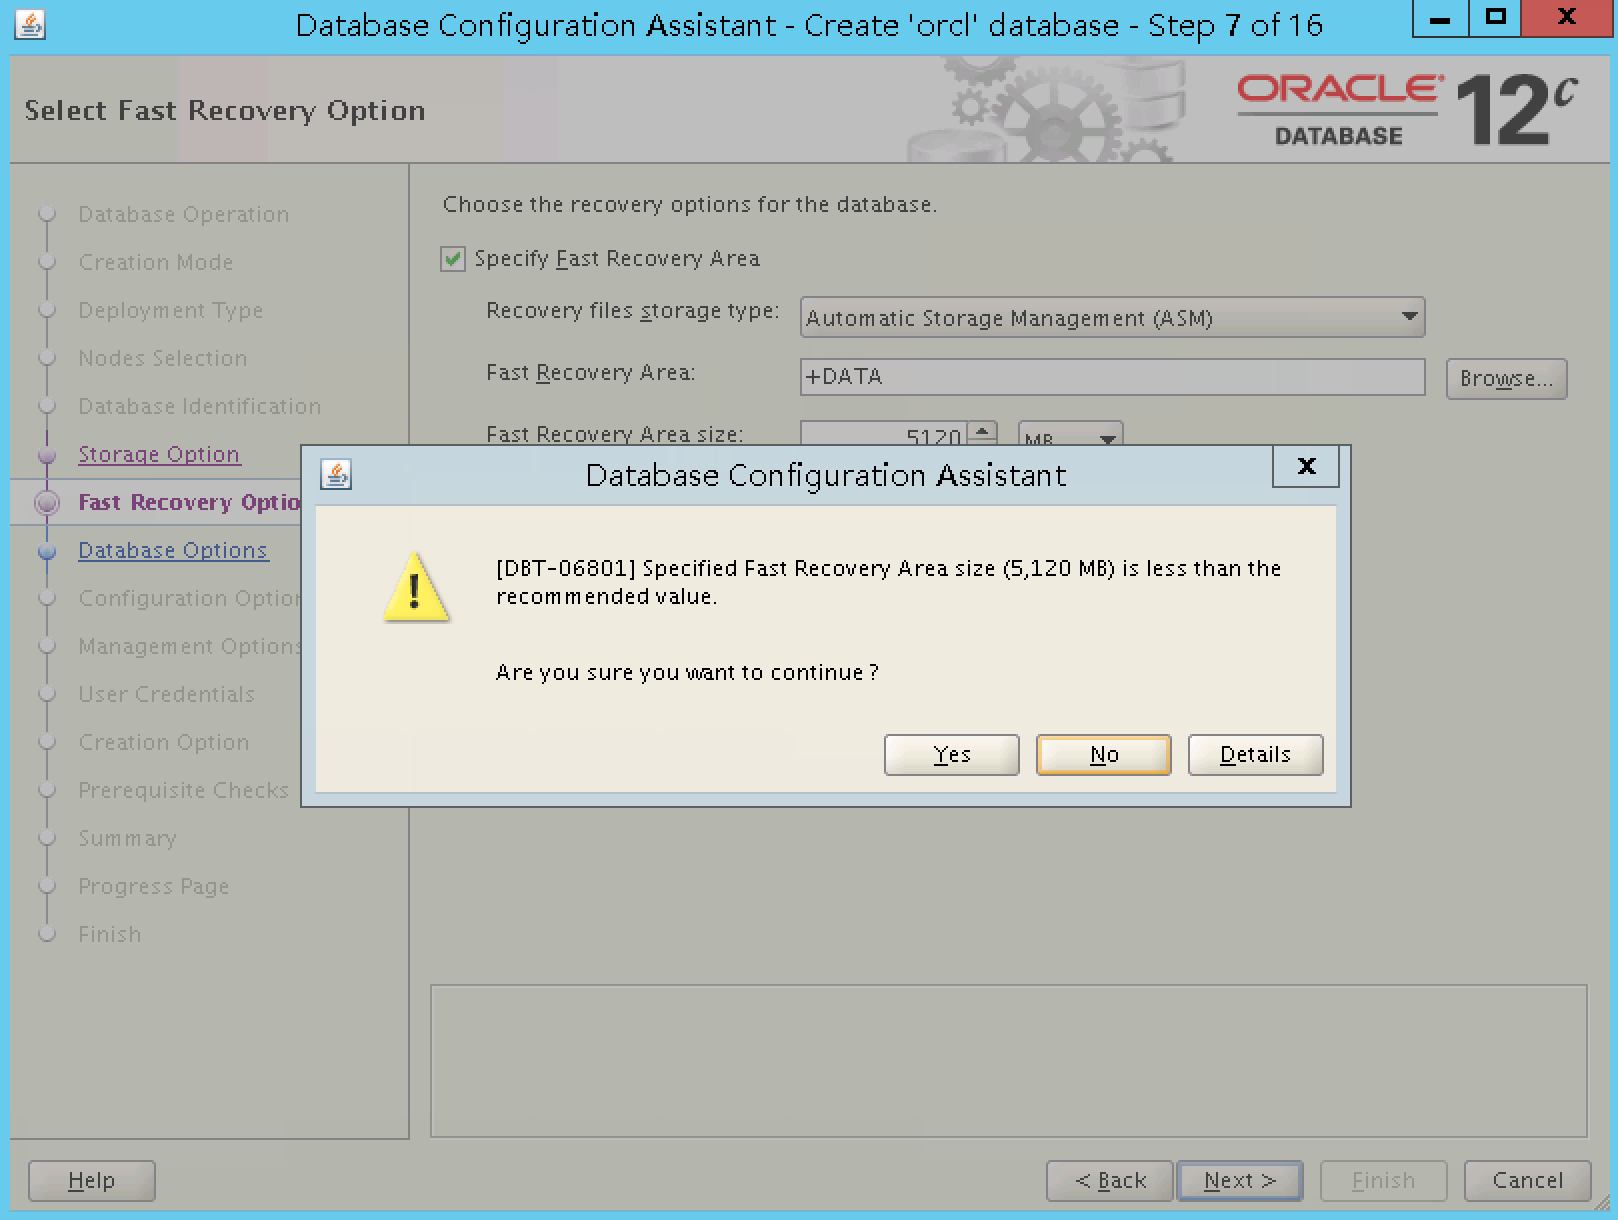 Database Configuration Assistant - Create 'orcl' database - Step 7 of 16
Select Fast Recovery Option
ORACLE
DATABASE
12c
Database Operation
Creation Mode
Deployment Type
Nodes Selection
Database Identification
Storage Option
Fast Recovery Optio
Database Options
Configuration Option
Management Options
User Credentials
Creation Option
Prerequisite Checks
Summary
Progress Page
Finish
Choose the recovery options for the database.
Specify Fast Recovery Area
Recovery files storage type: Automatic Storage Management (ASM)
Fast Recovery Area: +DATA Browse...
Fast Recovery Area size: 5120 MB
Database Configuration Assistant
[DBT-06801] Specified Fast Recovery Area size (5,120 MB) is less than the
recommended value.
Are you sure you want to continue?
Yes No Details
Help < Back Next > Finish Cancel